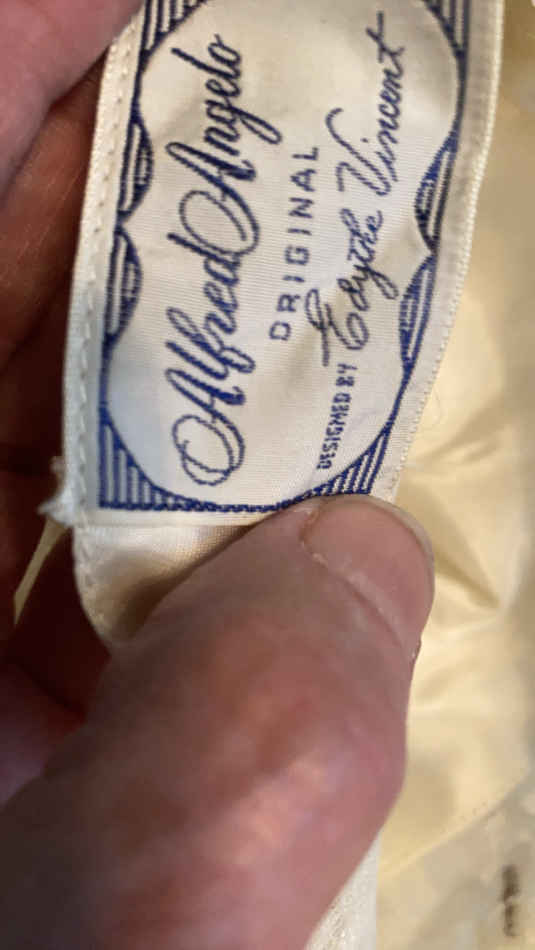 Alfred Angelo
ORIGINAL
DESIGNED BY Edythe Vincent